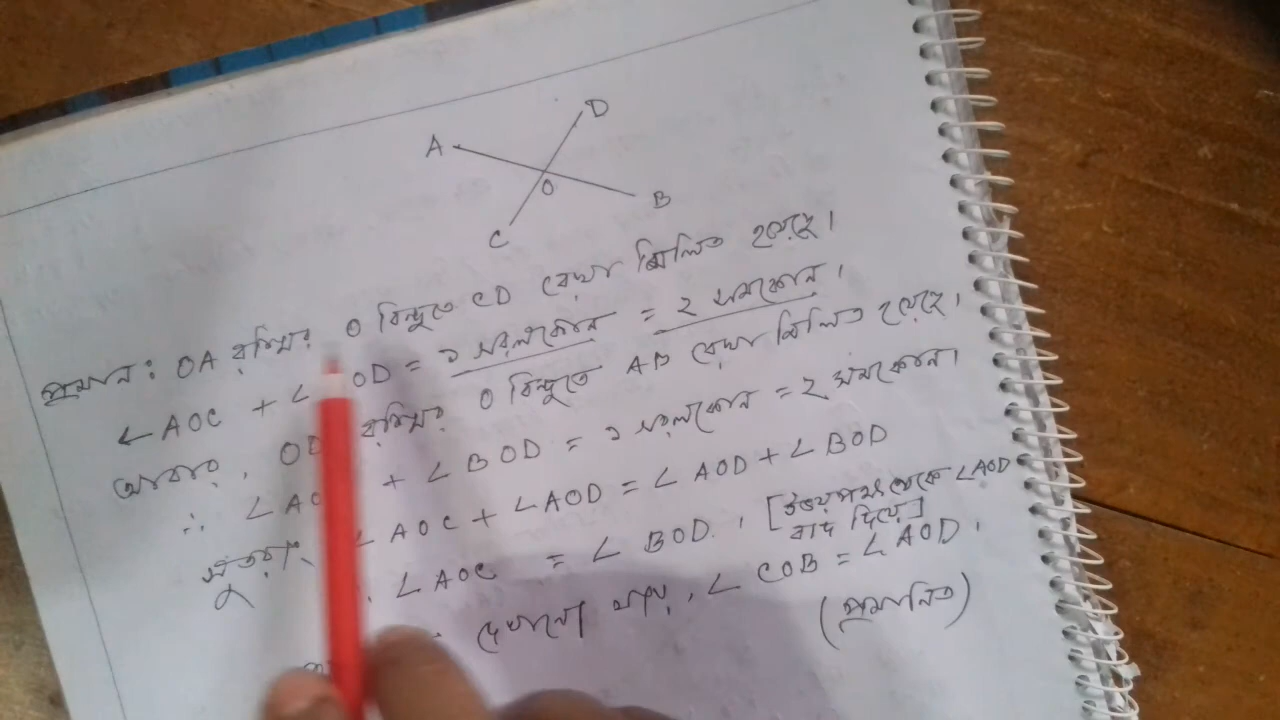 D
A
O
B
C
প্রমাণ: OA রশ্মির O বিন্দুতে CD রেখা মিলিত হয়েছে।
∠AOC + ∠ OD = ১ সরলকোন = ২ সমকোন।
আবার, OD রশ্মির O বিন্দুতে AB রেখা মিলিত হয়েছে।
∴ ∠AO + ∠BOD = ১ সরলকোন = ২ সমকোন।
সুতরাং ∠AOC + ∠AOD = ∠AOD + ∠BOD
, ∠AOC = ∠BOD. , [উভয়পক্ষ থেকে ∠AOD
বাদ দিয়ে]
দেখানো যায়, ∠COB = ∠AOD.
(প্রমানিত)